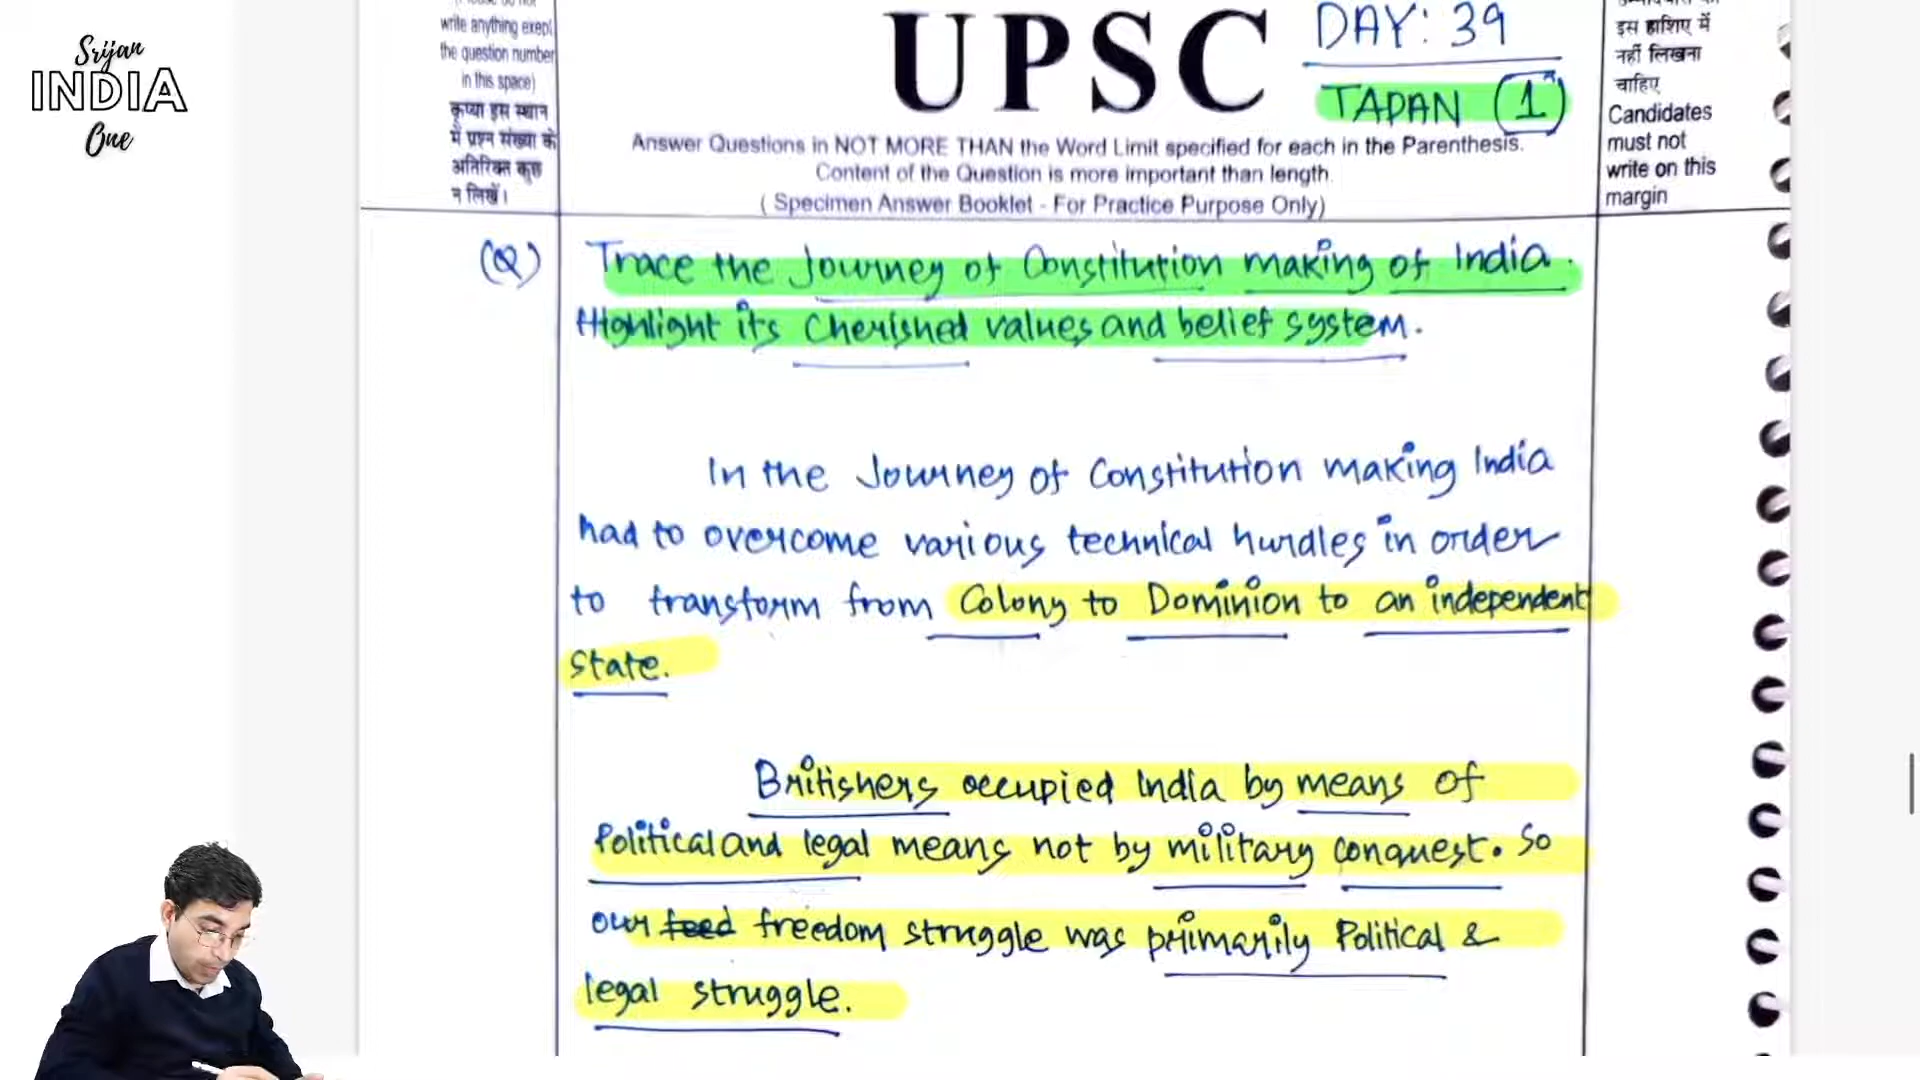 Srijan
INDIA
One
write anything exept
the question number
in this space)
कृप्या इस स्थान
में प्रश्न संख्या के
अतिरिक्त कुछ
न लिखें।
UPSC
DAY: 39
TAPAN (1)
Answer Questions in NOT MORE THAN the Word Limit specified for each in the Parenthesis.
Content of the Question is more important than length.
( Specimen Answer Booklet - For Practice Purpose Only)
इस हाशिए में
नहीं लिखना
चाहिए
Candidates
must not
write on this
margin
(Q) Trace the Journey of Constitution making of India.
Highlight its Cherished values and belief system.
In the Journey of Constitution making India
had to overcome various technical hurdles in order
to transform from Colony to Dominion to an independent
state.
Britishers occupied India by means of
Political and legal means not by military conquest. So
our freedom struggle was primarily Political &
legal struggle.